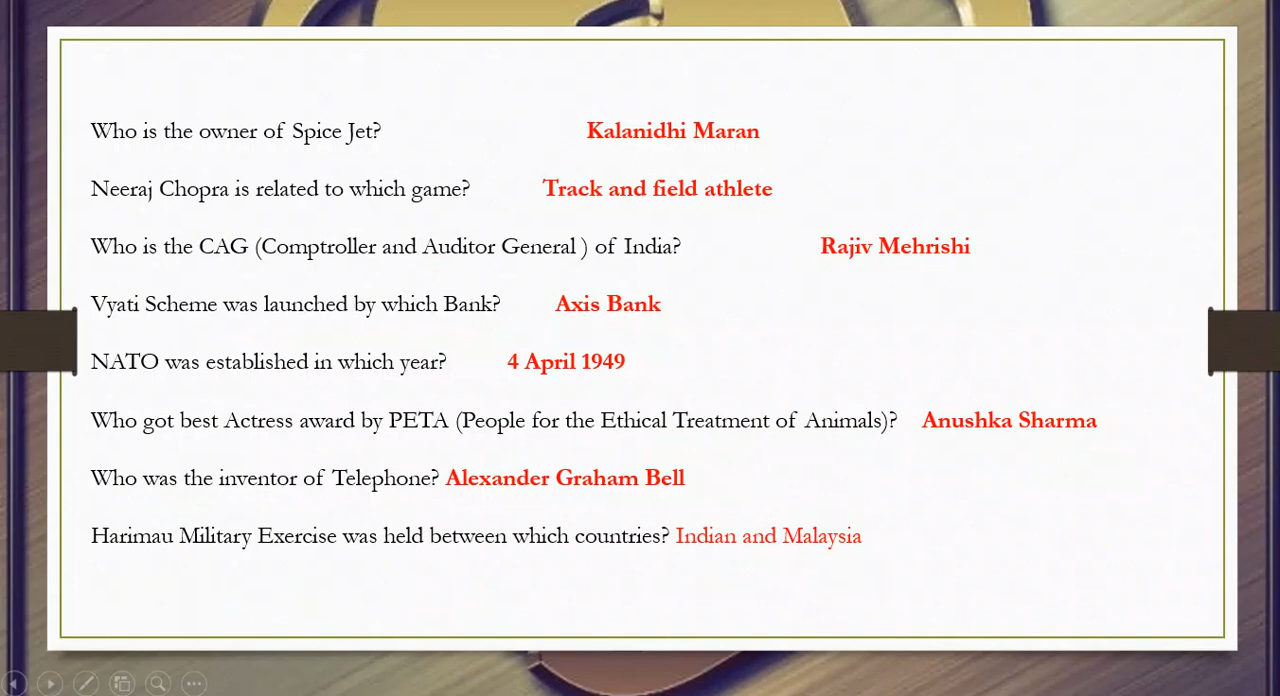 Who is the owner of Spice Jet? Kalanidhi Maran
Neeraj Chopra is related to which game? Track and field athlete
Who is the CAG (Comptroller and Auditor General ) of India? Rajiv Mehrishi
Vyati Scheme was launched by which Bank? Axis Bank
NATO was established in which year? 4 April 1949
Who got best Actress award by PETA (People for the Ethical Treatment of Animals)? Anushka Sharma
Who was the inventor of Telephone? Alexander Graham Bell
Harimau Military Exercise was held between which countries? Indian and Malaysia